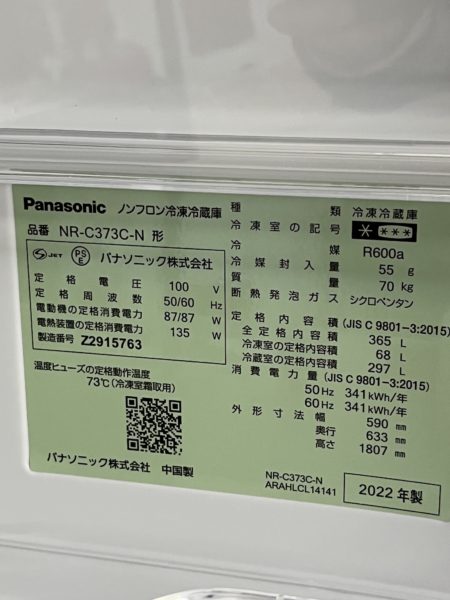 Panasonic ノンフロン冷凍冷蔵庫
品番 NR-C373C-N 形
JET PSE パナソニック株式会社
定格電圧 100 V
定格周波数 50/60 Hz
電動機の定格消費電力 87/87 W
電熱装置の定格消費電力 135 W
製造番号 Z2915763
温度ヒューズの定格動作温度
73℃(冷凍室霜取用)
パナソニック株式会社 中国製
種類 冷凍冷蔵庫
冷凍室の記号 * ***
冷媒 R600a
冷媒封入量 55 g
質量 70 kg
断熱発泡ガス シクロペンタン
定格内容積 (JIS C 9801-3:2015)
全定格内容積 365 L
冷凍室の定格内容積 68 L
冷蔵室の定格内容積 297 L
消費電力量 (JIS C 9801-3:2015)
50Hz 341 kWh/年
60Hz 341 kWh/年
外形寸法 幅 590 mm
奥行 633 mm
高さ 1807 mm
NR-C373C-N
ARAHLCL14141
2022年製